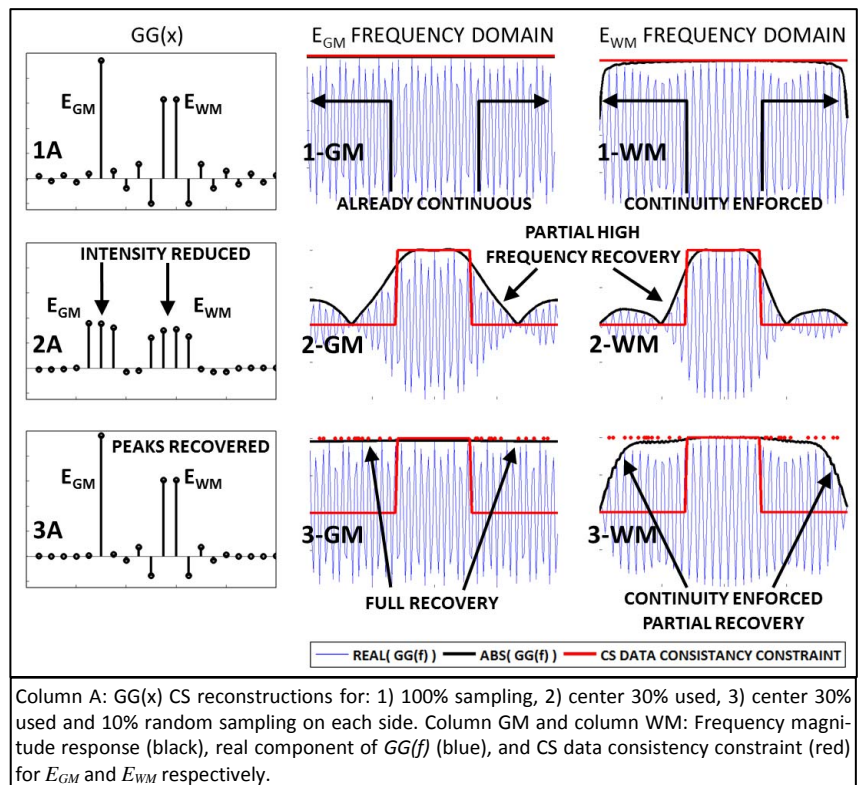 GG(x)
E_GM FREQUENCY DOMAIN
E_WM FREQUENCY DOMAIN
E_GM
E_WM
1A
1-GM
ALREADY CONTINUOUS
1-WM
CONTINUITY ENFORCED
INTENSITY REDUCED
E_GM
E_WM
2A
PARTIAL HIGH
FREQUENCY RECOVERY
2-GM
2-WM
PEAKS RECOVERED
E_GM
E_WM
3A
3-GM
FULL RECOVERY
3-WM
CONTINUITY ENFORCED
PARTIAL RECOVERY
REAL( GG(f) )
ABS( GG(f) )
CS DATA CONSISTANCY CONSTRAINT
Column A: GG(x) CS reconstructions for: 1) 100% sampling, 2) center 30% used, 3) center 30%
used and 10% random sampling on each side. Column GM and column WM: Frequency magni-
tude response (black), real component of GG(f) (blue), and CS data consistency constraint (red)
for E_GM and E_WM respectively.